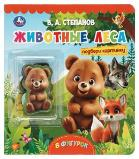 В. А. СТЕПАНОВ
ЖИВОТНЫЕ ЛЕСА
подбери картинку
6 ФИГУРОК